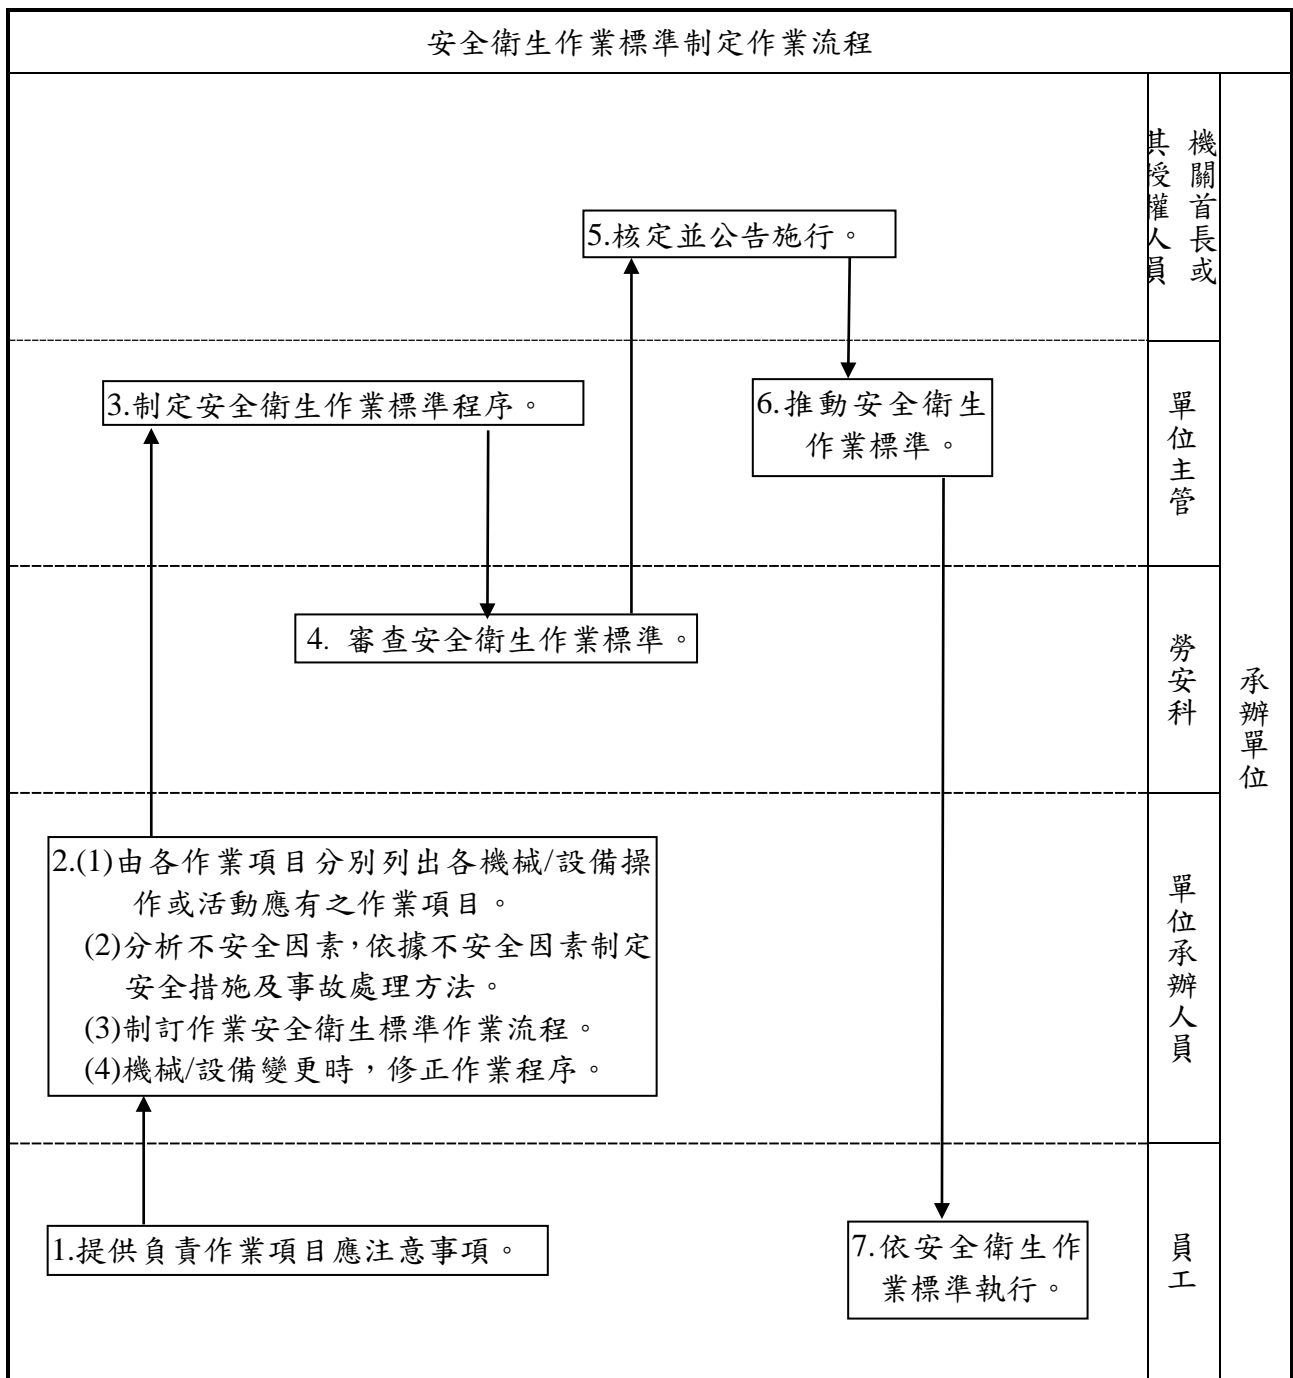 安全衛生作業標準制定作業流程
機關首長或
其授權人員
5.核定並公告施行。
3.制定安全衛生作業標準程序。
6.推動安全衛生
作業標準。
單位主管
4. 審查安全衛生作業標準。
勞安科
承辦單位
2.(1)由各作業項目分別列出各機械/設備操
作或活動應有之作業項目。
(2)分析不安全因素,依據不安全因素制定
安全措施及事故處理方法。
(3)制訂作業安全衛生標準作業流程。
(4)機械/設備變更時，修正作業程序。
單位承辦人員
1.提供負責作業項目應注意事項。
7.依安全衛生作
業標準執行。
員工